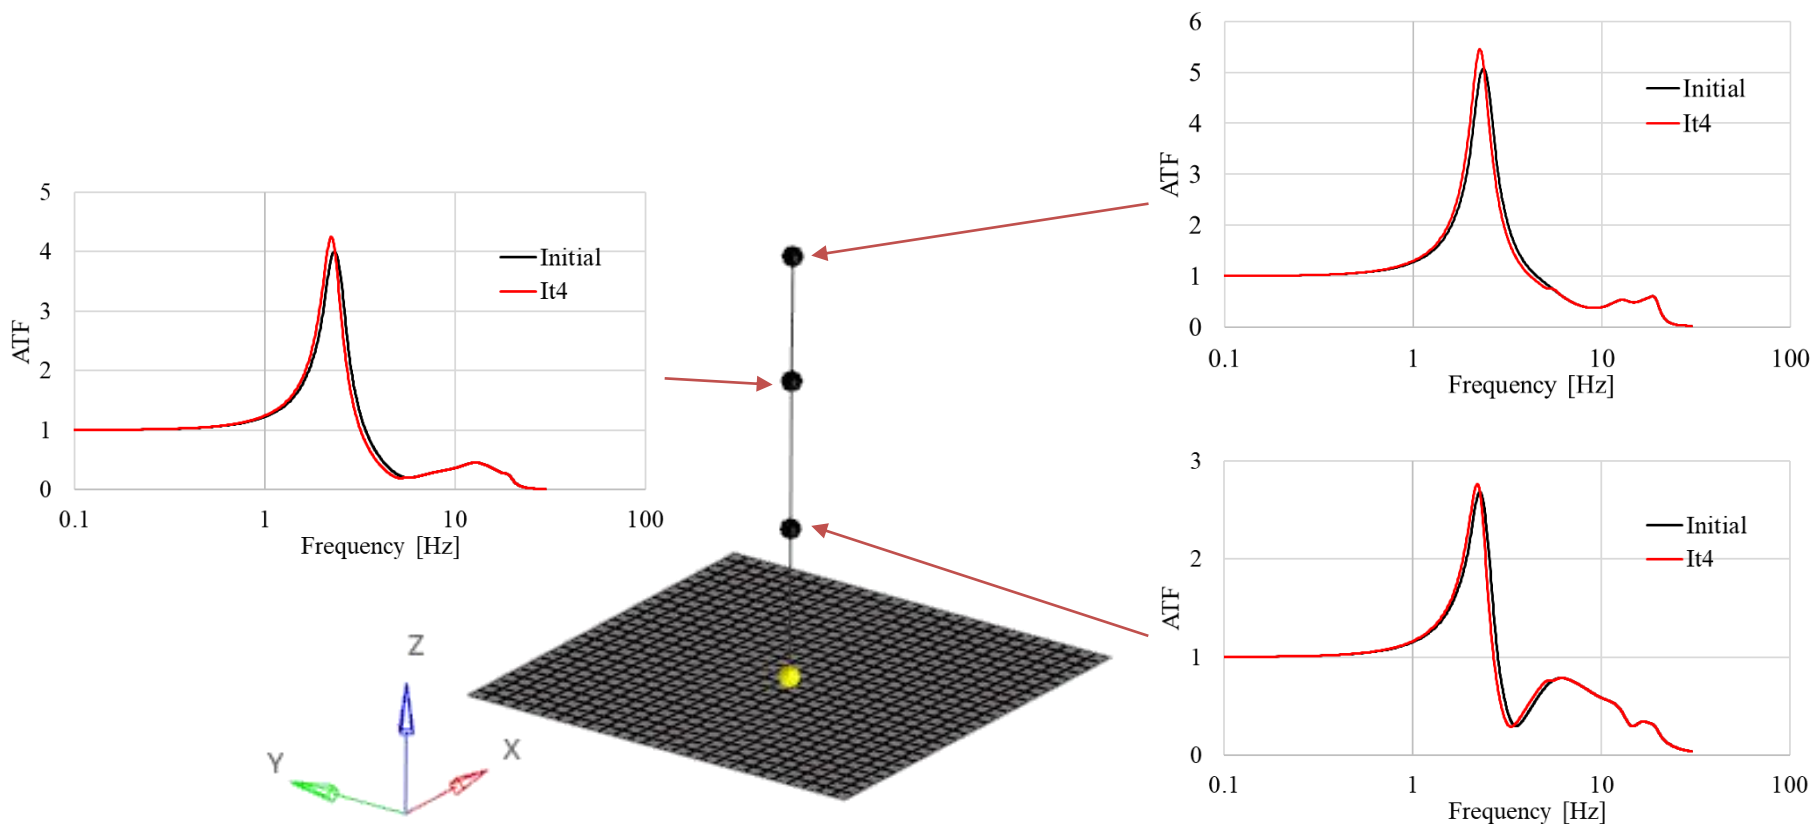 6
5
4
3
2
1
0
ATF
Initial
It4
0.1 1 10 100
Frequency [Hz]
5
4
3
2
1
0
ATF
Initial
It4
0.1 1 10 100
Frequency [Hz]
3
2
1
0
ATF
Initial
It4
0.1 1 10 100
Frequency [Hz]
Z
Y
X